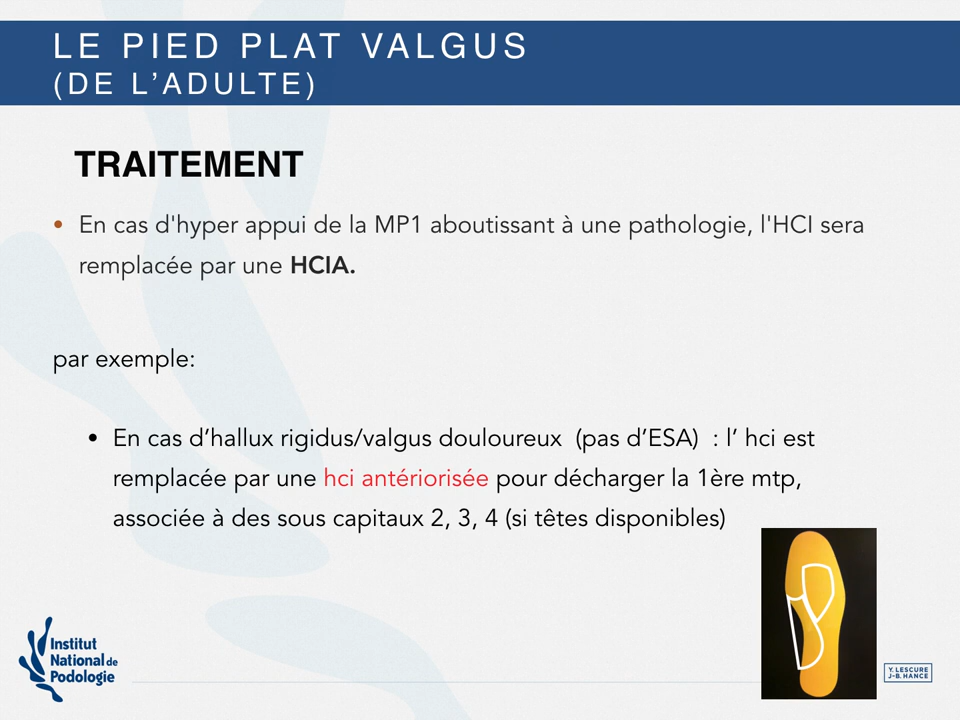 LE PIED PLAT VALGUS
(DE L’ADULTE)
TRAITEMENT
• En cas d'hyper appui de la MP1 aboutissant à une pathologie, l'HCI sera
remplacée par une HCIA.
par exemple:
• En cas d’hallux rigidus/valgus douloureux (pas d’ESA) : l’ hci est
remplacée par une hci antériorisée pour décharger la 1ère mtp,
associée à des sous capitaux 2, 3, 4 (si têtes disponibles)
Institut
National de
Podologie
Y. LESCURE
J-B. HANCE